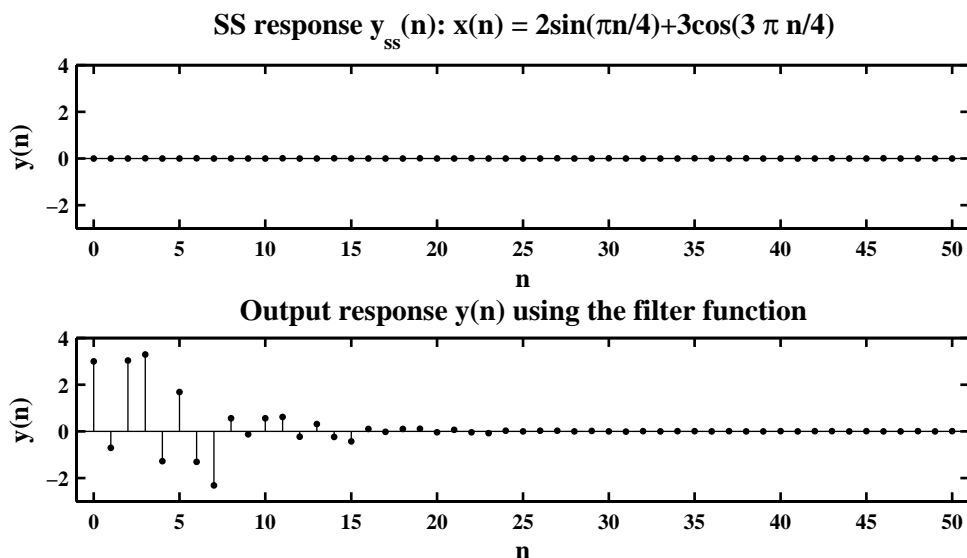 SS response y_ss(n): x(n) = 2sin(πn/4)+3cos(3 π n/4)
4
2
0
−2
y(n)
0 5 10 15 20 25 30 35 40 45 50
n
Output response y(n) using the filter function
4
2
0
−2
y(n)
0 5 10 15 20 25 30 35 40 45 50
n